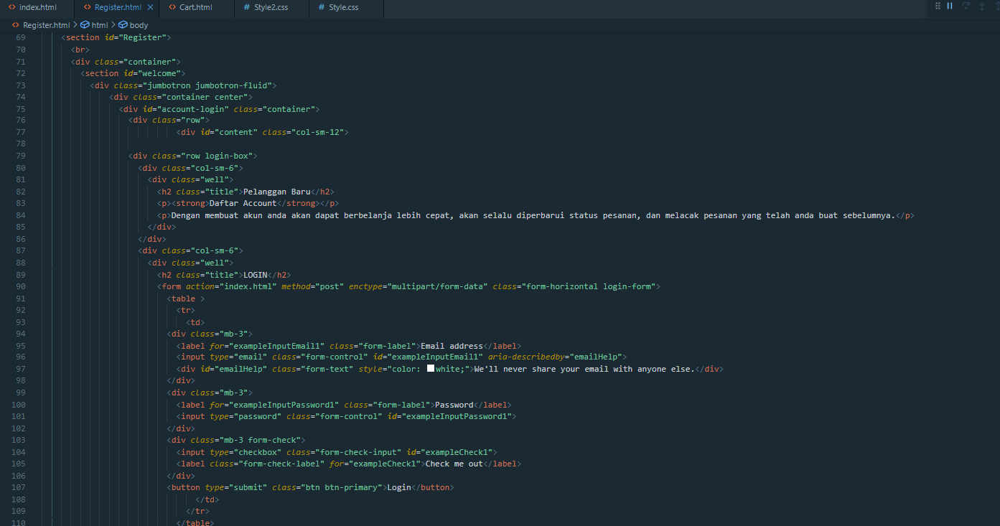 index.html Register.html Cart.html Style2.css Style.css
Register.html > html > body
69 <section id="Register">
70 <br>
71 <div class="container">
72 <section id="welcome">
73 <div class="jumbotron jumbotron-fluid">
74 <div class="container center">
75 <div id="account-login" class="container">
76 <div class="row">
77 <div id="content" class="col-sm-12">
78
79 <div class="row login-box">
80 <div class="col-sm-6">
81 <div class="well">
82 <h2 class="title">Pelanggan Baru</h2>
83 <p><strong>Daftar Account</strong></p>
84 <p>Dengan membuat akun anda akan dapat berbelanja lebih cepat, akan selalu diperbarui status pesanan, dan melacak pesanan yang telah anda buat sebelumnya.</p>
85 </div>
86 </div>
87 <div class="col-sm-6">
88 <div class="well">
89 <h2 class="title">LOGIN</h2>
90 <form action="index.html" method="post" enctype="multipart/form-data" class="form-horizontal login-form">
91 <table >
92 <tr>
93 <td>
94 <div class="mb-3">
95 <label for="exampleInputEmail1" class="form-label">Email address</label>
96 <input type="email" class="form-control" id="exampleInputEmail1" aria-describedby="emailHelp">
97 <div id="emailHelp" class="form-text" style="color: white;">We'll never share your email with anyone else.</div>
98 </div>
99 <div class="mb-3">
100 <label for="exampleInputPassword1" class="form-label">Password</label>
101 <input type="password" class="form-control" id="exampleInputPassword1">
102 </div>
103 <div class="mb-3 form-check">
104 <input type="checkbox" class="form-check-input" id="exampleCheck1">
105 <label class="form-check-label" for="exampleCheck1">Check me out</label>
106 </div>
107 <button type="submit" class="btn btn-primary">Login</button>
108 </td>
109 </tr>
110 </table>